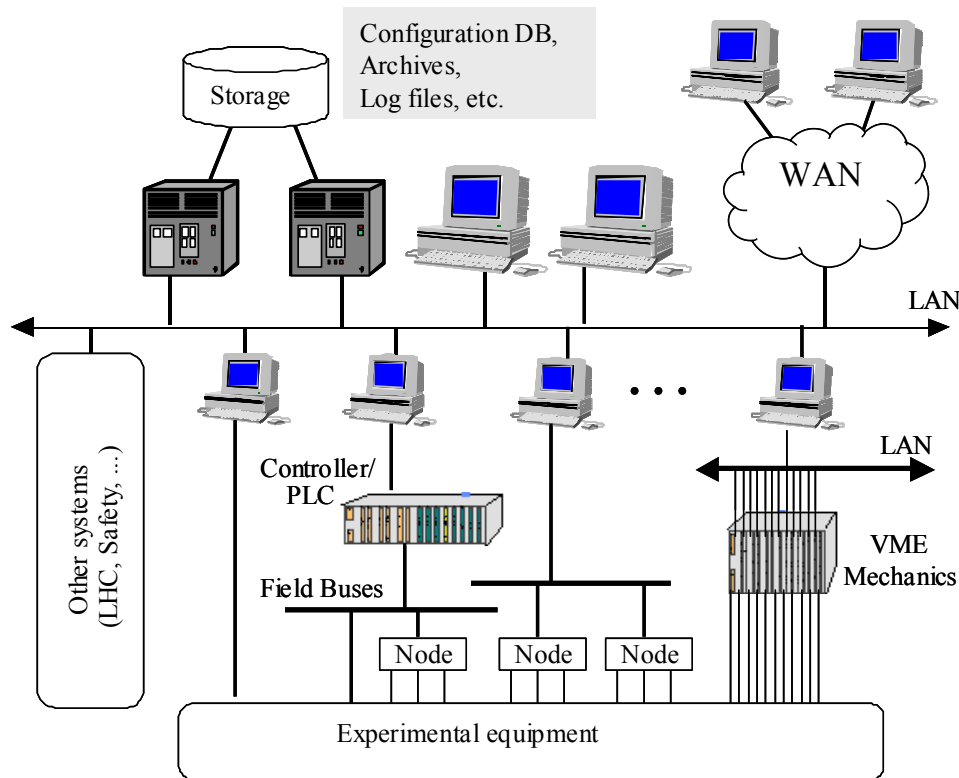 Configuration DB,
Archives,
Log files, etc.
Storage
WAN
LAN
Other systems
(LHC, Safety, ...)
Controller/
PLC
LAN
VME
Mechanics
Field Buses
Node
Node
Node
Experimental equipment